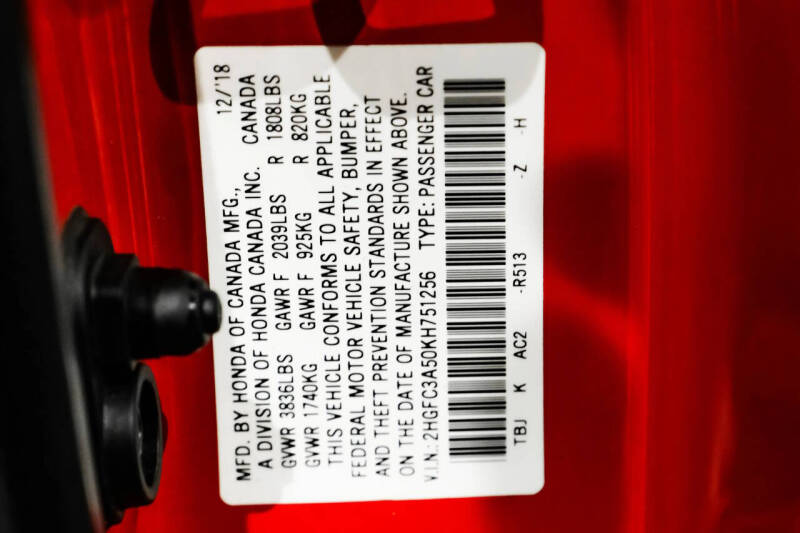 MFD. BY HONDA OF CANADA MFG., 12/'18
A DIVISION OF HONDA CANADA INC. CANADA
GVWR 3836LBS GAWR F 2039LBS R 1808LBS
GVWR 1740KG GAWR F 925KG R 820KG
THIS VEHICLE CONFORMS TO ALL APPLICABLE
FEDERAL MOTOR VEHICLE SAFETY, BUMPER,
AND THEFT PREVENTION STANDARDS IN EFFECT
ON THE DATE OF MANUFACTURE SHOWN ABOVE.
V.I.N.:2HGFC3A50KH751256 TYPE: PASSENGER CAR
TBJ K AC2 -R513 -Z -H